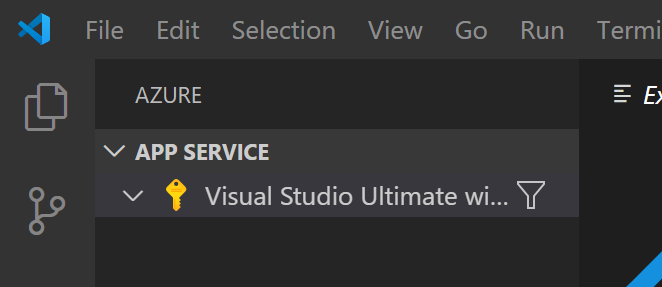 File Edit Selection View Go Run Termi
AZURE
Ex
APP SERVICE
Visual Studio Ultimate wi...